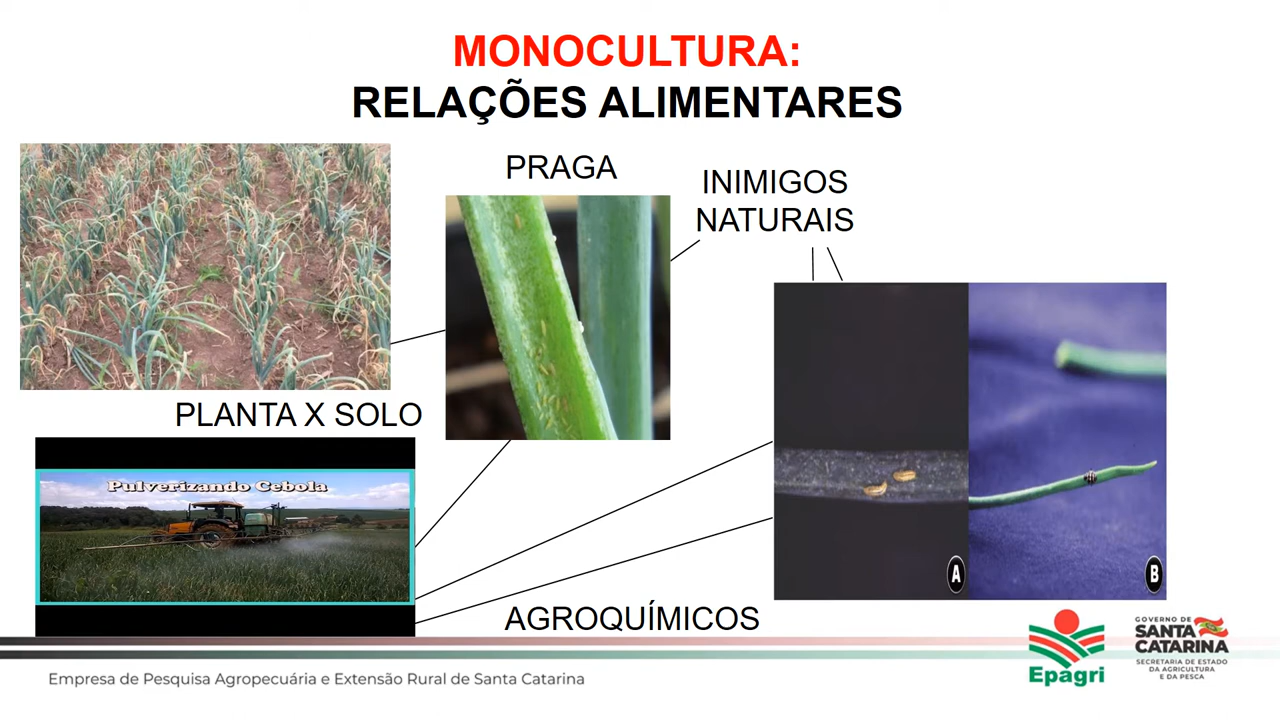 MONOCULTURA:
RELAÇÕES ALIMENTARES
PRAGA
INIMIGOS
NATURAIS
PLANTA X SOLO
Pulverizando Cebola
A
B
AGROQUÍMICOS
Empresa de Pesquisa Agropecuária e Extensão Rural de Santa Catarina
Epagri
GOVERNO DE
SANTA
CATARINA
SECRETARIA DE ESTADO
DA AGRICULTURA
E DA PESCA